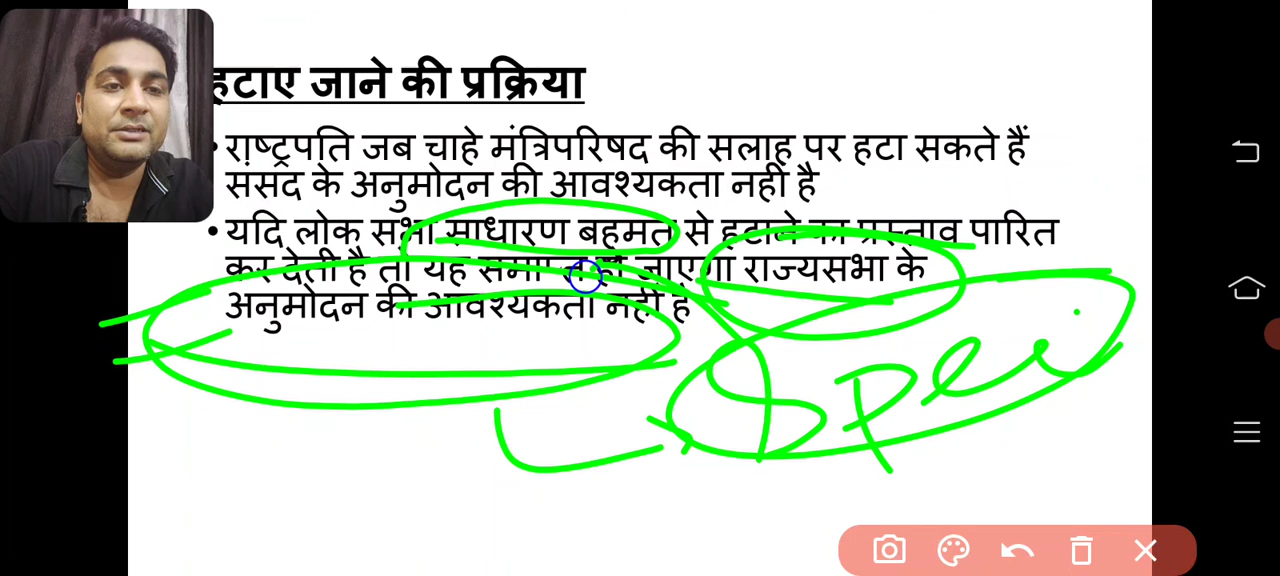 हटाए जाने की प्रक्रिया
• राष्ट्रपति जब चाहे मंत्रिपरिषद की सलाह पर हटा सकते हैं
संसद के अनुमोदन की आवश्यकता नहीं है
• यदि लोक सभा साधारण बहुमत से हटाने का प्रस्ताव पारित
कर देती है तो यह समाप्त हो जाएगा राज्यसभा के
अनुमोदन की आवश्यकता नहीं है